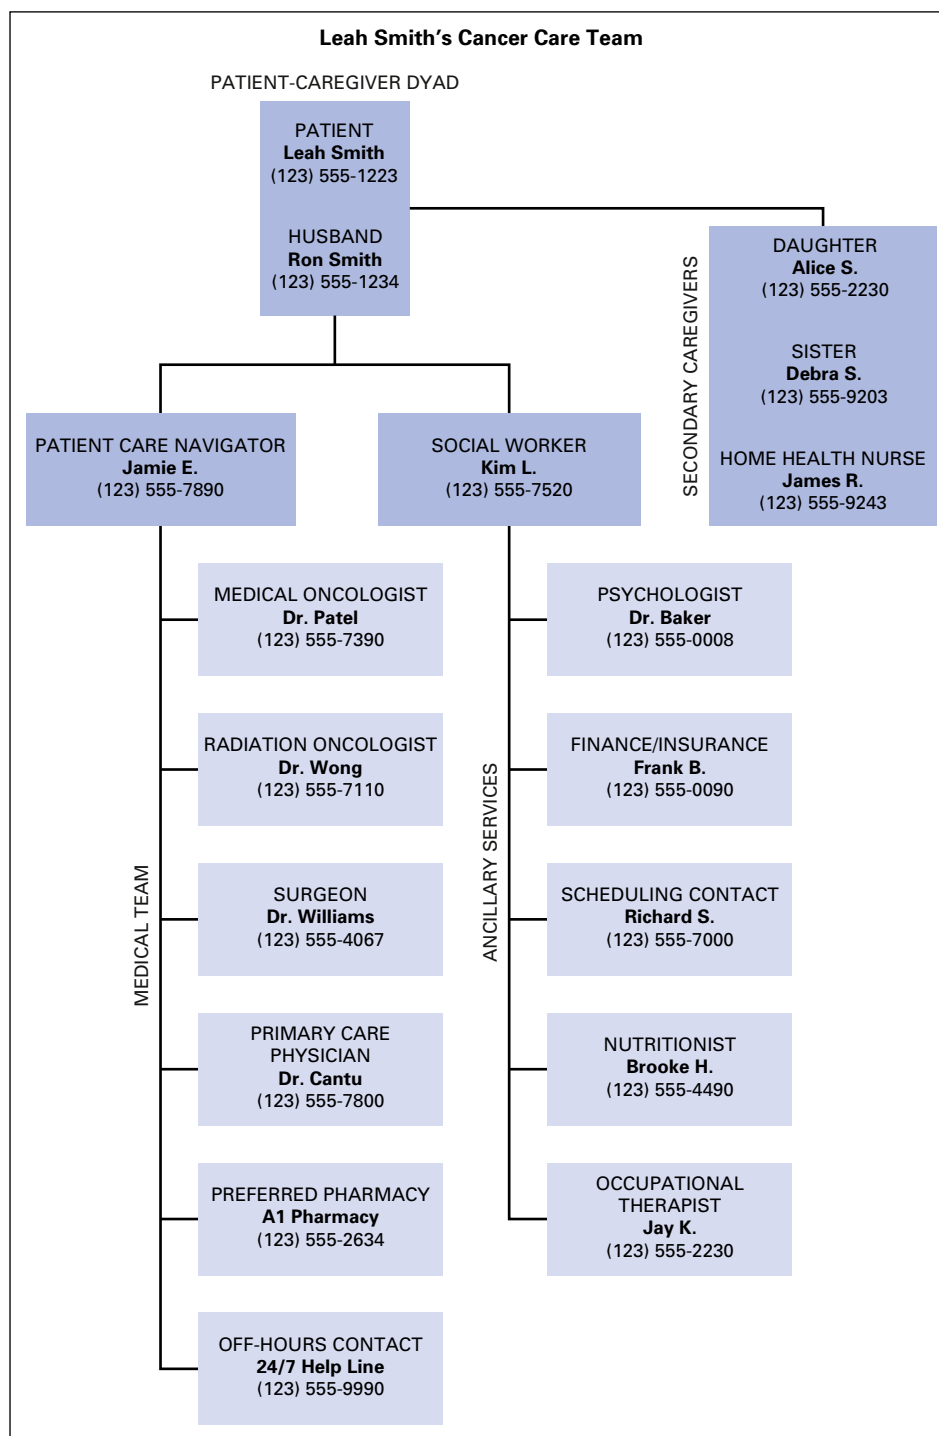 Leah Smith's Cancer Care Team
PATIENT-CAREGIVER DYAD
PATIENT
Leah Smith
(123) 555-1223
HUSBAND
Ron Smith
(123) 555-1234
SECONDARY CAREGIVERS
DAUGHTER
Alice S.
(123) 555-2230
SISTER
Debra S.
(123) 555-9203
HOME HEALTH NURSE
James R.
(123) 555-9243
PATIENT CARE NAVIGATOR
Jamie E.
(123) 555-7890
SOCIAL WORKER
Kim L.
(123) 555-7520
MEDICAL TEAM
MEDICAL ONCOLOGIST
Dr. Patel
(123) 555-7390
RADIATION ONCOLOGIST
Dr. Wong
(123) 555-7110
SURGEON
Dr. Williams
(123) 555-4067
PRIMARY CARE
PHYSICIAN
Dr. Cantu
(123) 555-7800
PREFERRED PHARMACY
A1 Pharmacy
(123) 555-2634
OFF-HOURS CONTACT
24/7 Help Line
(123) 555-9990
ANCILLARY SERVICES
PSYCHOLOGIST
Dr. Baker
(123) 555-0008
FINANCE/INSURANCE
Frank B.
(123) 555-0090
SCHEDULING CONTACT
Richard S.
(123) 555-7000
NUTRITIONIST
Brooke H.
(123) 555-4490
OCCUPATIONAL
THERAPIST
Jay K.
(123) 555-2230